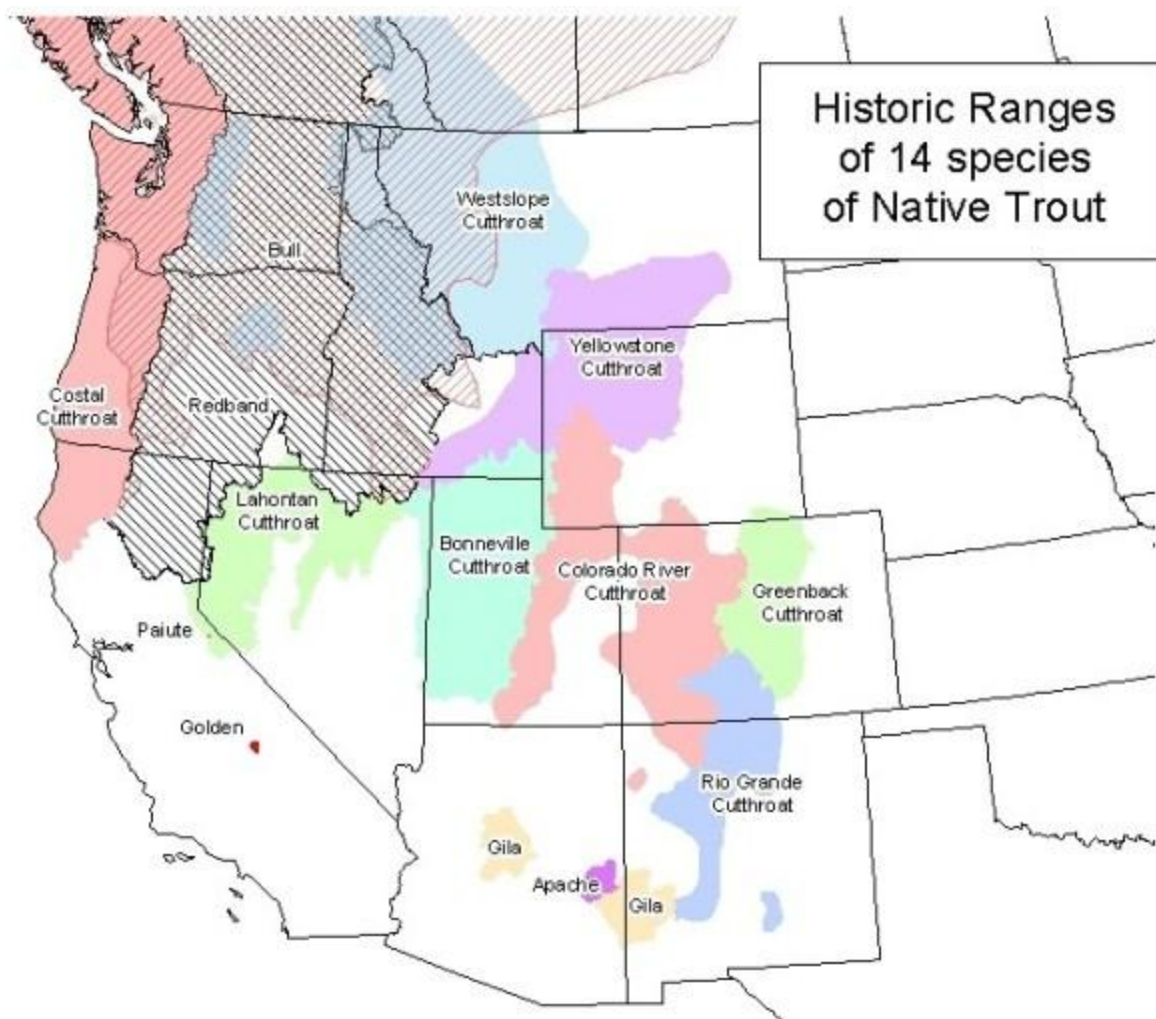 Historic Ranges
of 14 species
of Native Trout
Westslope
Cutthroat
Bull
Yellowstone
Cutthroat
Costal
Cutthroat
Redband
Lahontan
Cutthroat
Bonneville
Cutthroat
Colorado River
Cutthroat
Greenback
Cutthroat
Paiute
Golden
Rio Grande
Cutthroat
Gila
Apache
Gila